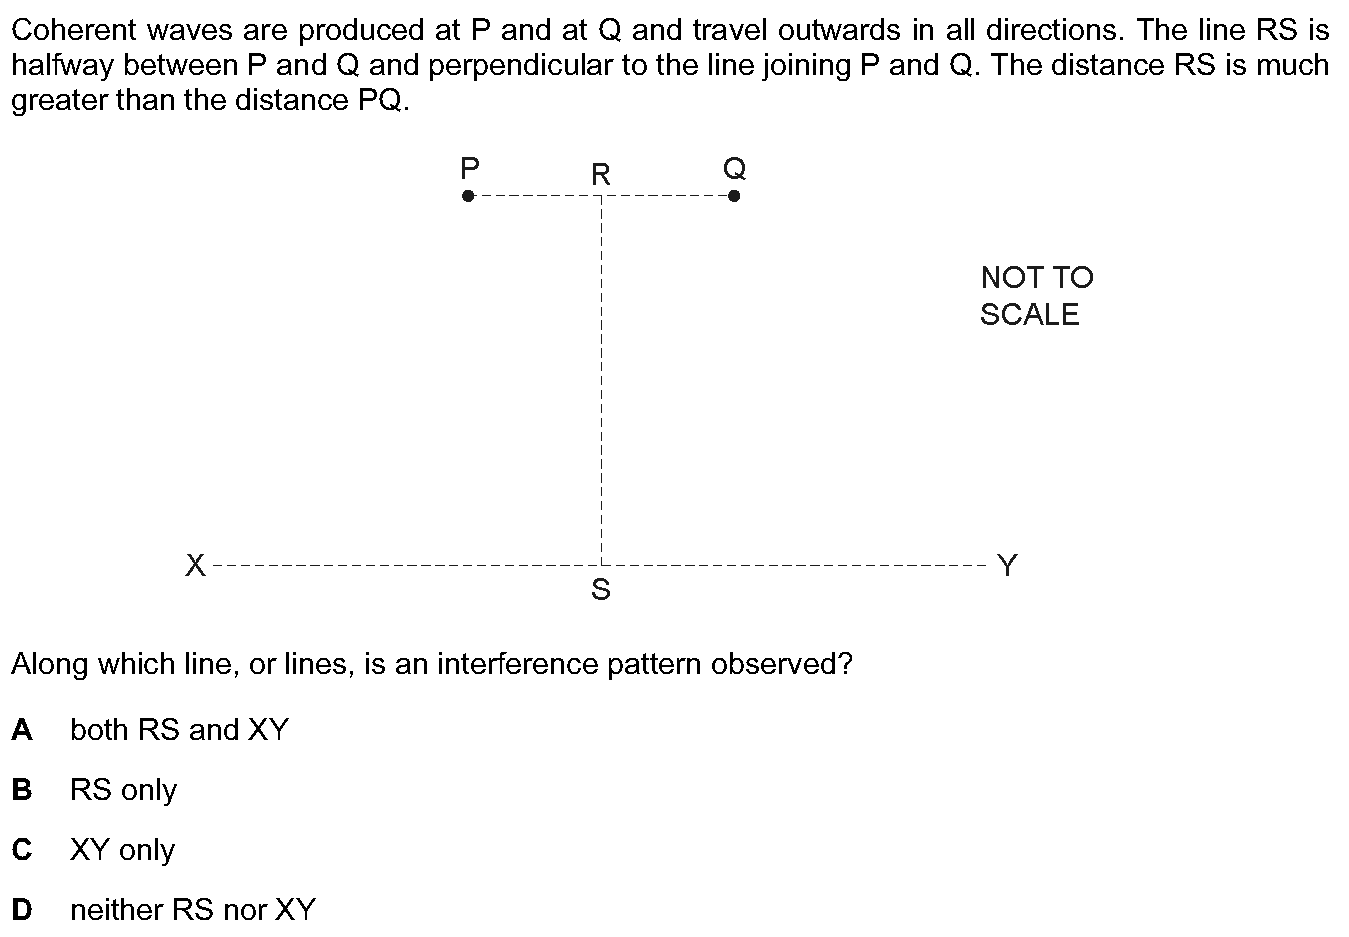 Coherent waves are produced at P and at Q and travel outwards in all directions. The line RS is
halfway between P and Q and perpendicular to the line joining P and Q. The distance RS is much
greater than the distance PQ.
P R Q
NOT TO
SCALE
X Y
S
Along which line, or lines, is an interference pattern observed?
A both RS and XY
B RS only
C XY only
D neither RS nor XY